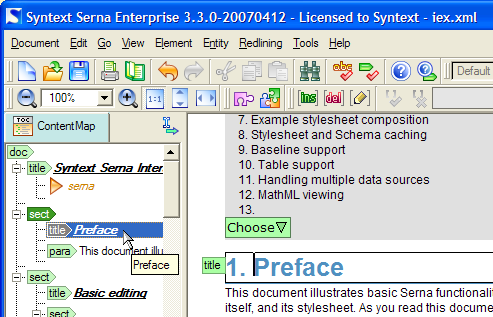 Syntext Serna Enterprise 3.3.0-20070412 - Licensed to Syntext - iex.xml
Document Edit Go View Element Entity Redlining Tools Help
abc Default
100% 1:1 ins del
TOC
ContentMap
doc
title Syntext Serna Inter
serna
sect
title Preface
para This document illu
Preface
sect
title Basic editing
sect
7. Example stylesheet composition
8. Stylesheet and Schema caching
9. Baseline support
10. Table support
11. Handling multiple data sources
12. MathML viewing
13.
Choose
title 1. Preface
This document illustrates basic Serna functionali
itself, and its stylesheet. As you read this docume